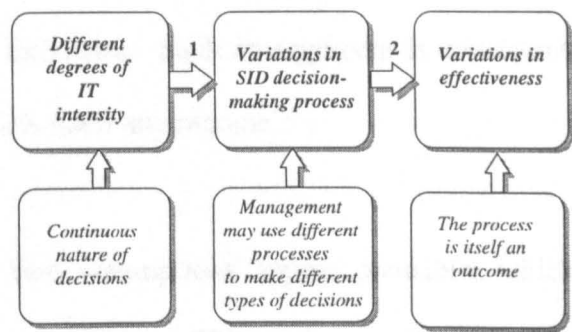 Different
degrees of
IT
intensity
1
Variations in
SID decision-
making process
2
Variations in
effectiveness
Continuous
nature of
decisions
Management
may use different
processes
to make different
types of decisions
The process
is itself an
outcome